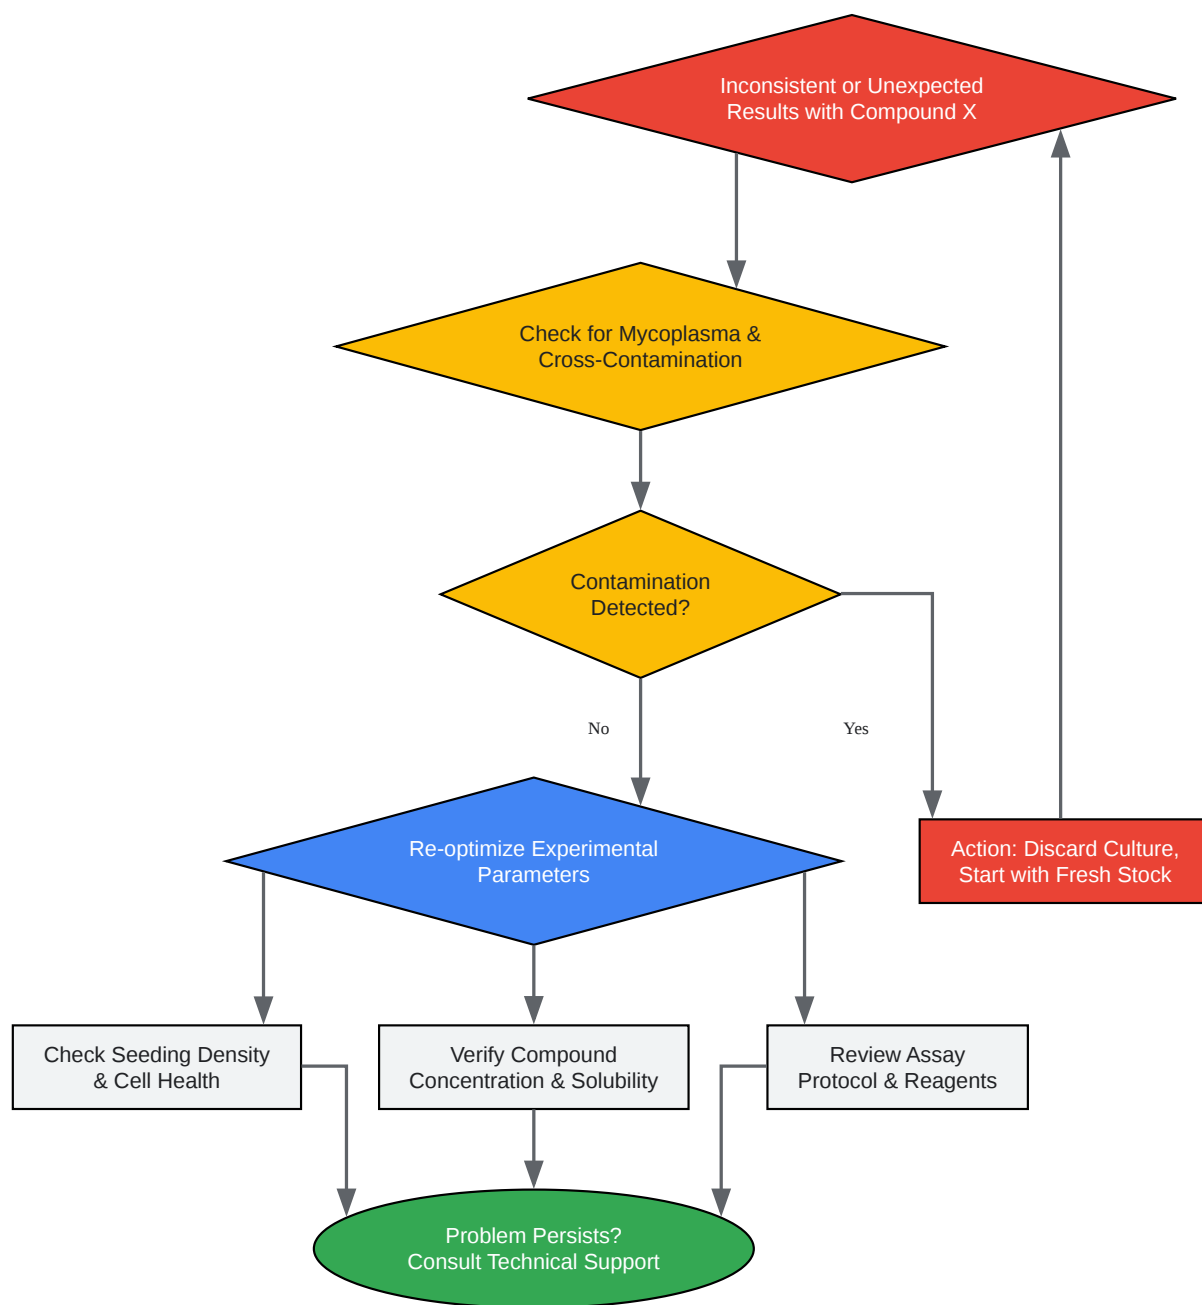 Inconsistent or Unexpected
Results with Compound X
Check for Mycoplasma &
Cross-Contamination
Contamination
Detected?
No
Yes
Re-optimize Experimental
Parameters
Action: Discard Culture,
Start with Fresh Stock
Check Seeding Density
& Cell Health
Verify Compound
Concentration & Solubility
Review Assay
Protocol & Reagents
Problem Persists?
Consult Technical Support